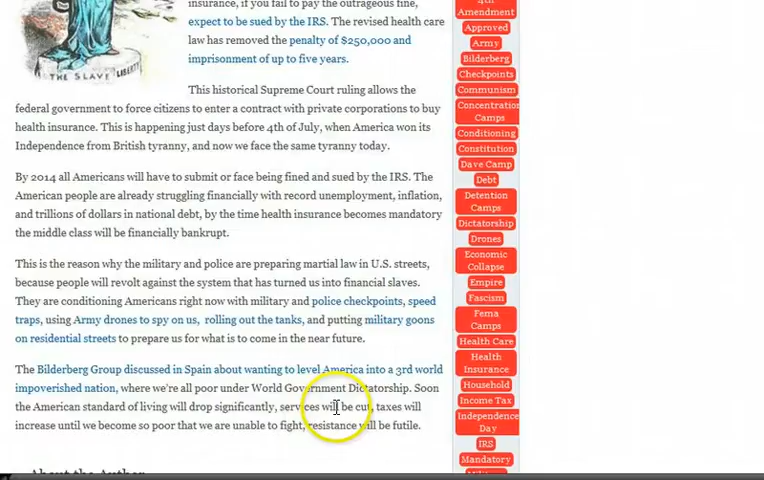 insurance, if you fail to pay the outrageous fine,
expect to be sued by the IRS. The revised health care
law has removed the penalty of $250,000 and
imprisonment of up to five years.
THE SLAVE LIBERTY
This historical Supreme Court ruling allows the
federal government to force citizens to enter a contract with private corporations to buy
health insurance. This is happening just days before 4th of July, when America won its
Independence from British tyranny, and now we face the same tyranny today.
By 2014 all Americans will have to submit or face being fined and sued by the IRS. The
American people are already struggling financially with record unemployment, inflation,
and trillions of dollars in national debt, by the time health insurance becomes mandatory
the middle class will be financially bankrupt.
This is the reason why the military and police are preparing martial law in U.S. streets,
because people will revolt against the system that has turned us into financial slaves.
They are conditioning Americans right now with military and police checkpoints, speed
traps, using Army drones to spy on us, rolling out the tanks, and putting military goons
on residential streets to prepare us for what is to come in the near future.
The Bilderberg Group discussed in Spain about wanting to level America into a 3rd world
impoverished nation, where we're all poor under World Government Dictatorship. Soon
the American standard of living will drop significantly, services will be cut, taxes will
increase until we become so poor that we are unable to fight, resistance will be futile.
About the Author
4th
Amendment
Approved
Army
Bilderberg
Checkpoints
Communism
Concentration
Camps
Conditioning
Constitution
Dave Camp
Debt
Detention
Camps
Dictatorship
Drones
Economic
Collapse
Empire
Fascism
Fema
Camps
Health Care
Health
Insurance
Household
Income Tax
Independence
Day
IRS
Mandatory